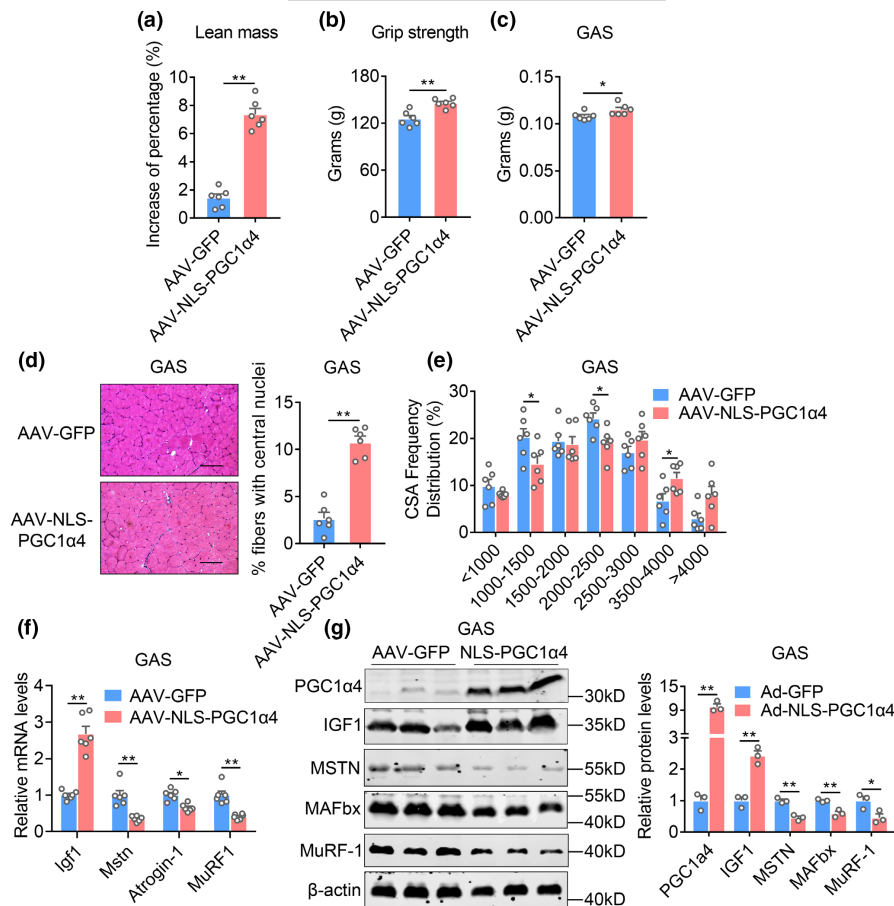 (a)
Lean mass
Increase of percentage (%)
10
8
6
4
2
0
**
AAV-GFP
AAV-NLS-PGC1α4
(b)
Grip strength
Grams (g)
180
120
60
0
**
AAV-GFP
AAV-NLS-PGC1α4
(c)
GAS
Grams (g)
0.15
0.10
0.05
0.00
*
AAV-GFP
AAV-NLS-PGC1α4
(d)
GAS
AAV-GFP
AAV-NLS-
PGC1α4
GAS
% fibers with central nuclei
15
10
5
0
**
AAV-GFP
AAV-NLS-PGC1α4
(e)
GAS
CSA Frequency
Distribution (%)
30
20
10
0
* * *
AAV-GFP
AAV-NLS-PGC1α4
<1000
1000-1500
1500-2000
2000-2500
2500-3000
3500-4000
>4000
(f)
GAS
Relative mRNA levels
4
3
2
1
0
AAV-GFP
AAV-NLS-PGC1α4
** ** * **
Igf1
Mstn
Atrogin-1
MuRF1
(g)
GAS
AAV-GFP NLS-PGC1α4
PGC1α4
30kD
IGF1
35kD
MSTN
55kD
MAFbx
55kD
40kD
MuRF-1
40kD
β-actin
40kD
GAS
Relative protein levels
15
9
3
3
2
1
0
Ad-GFP
Ad-NLS-PGC1α4
** ** ** ** *
PGC1a4
IGF1
MSTN
MAFbx
MuRF-1